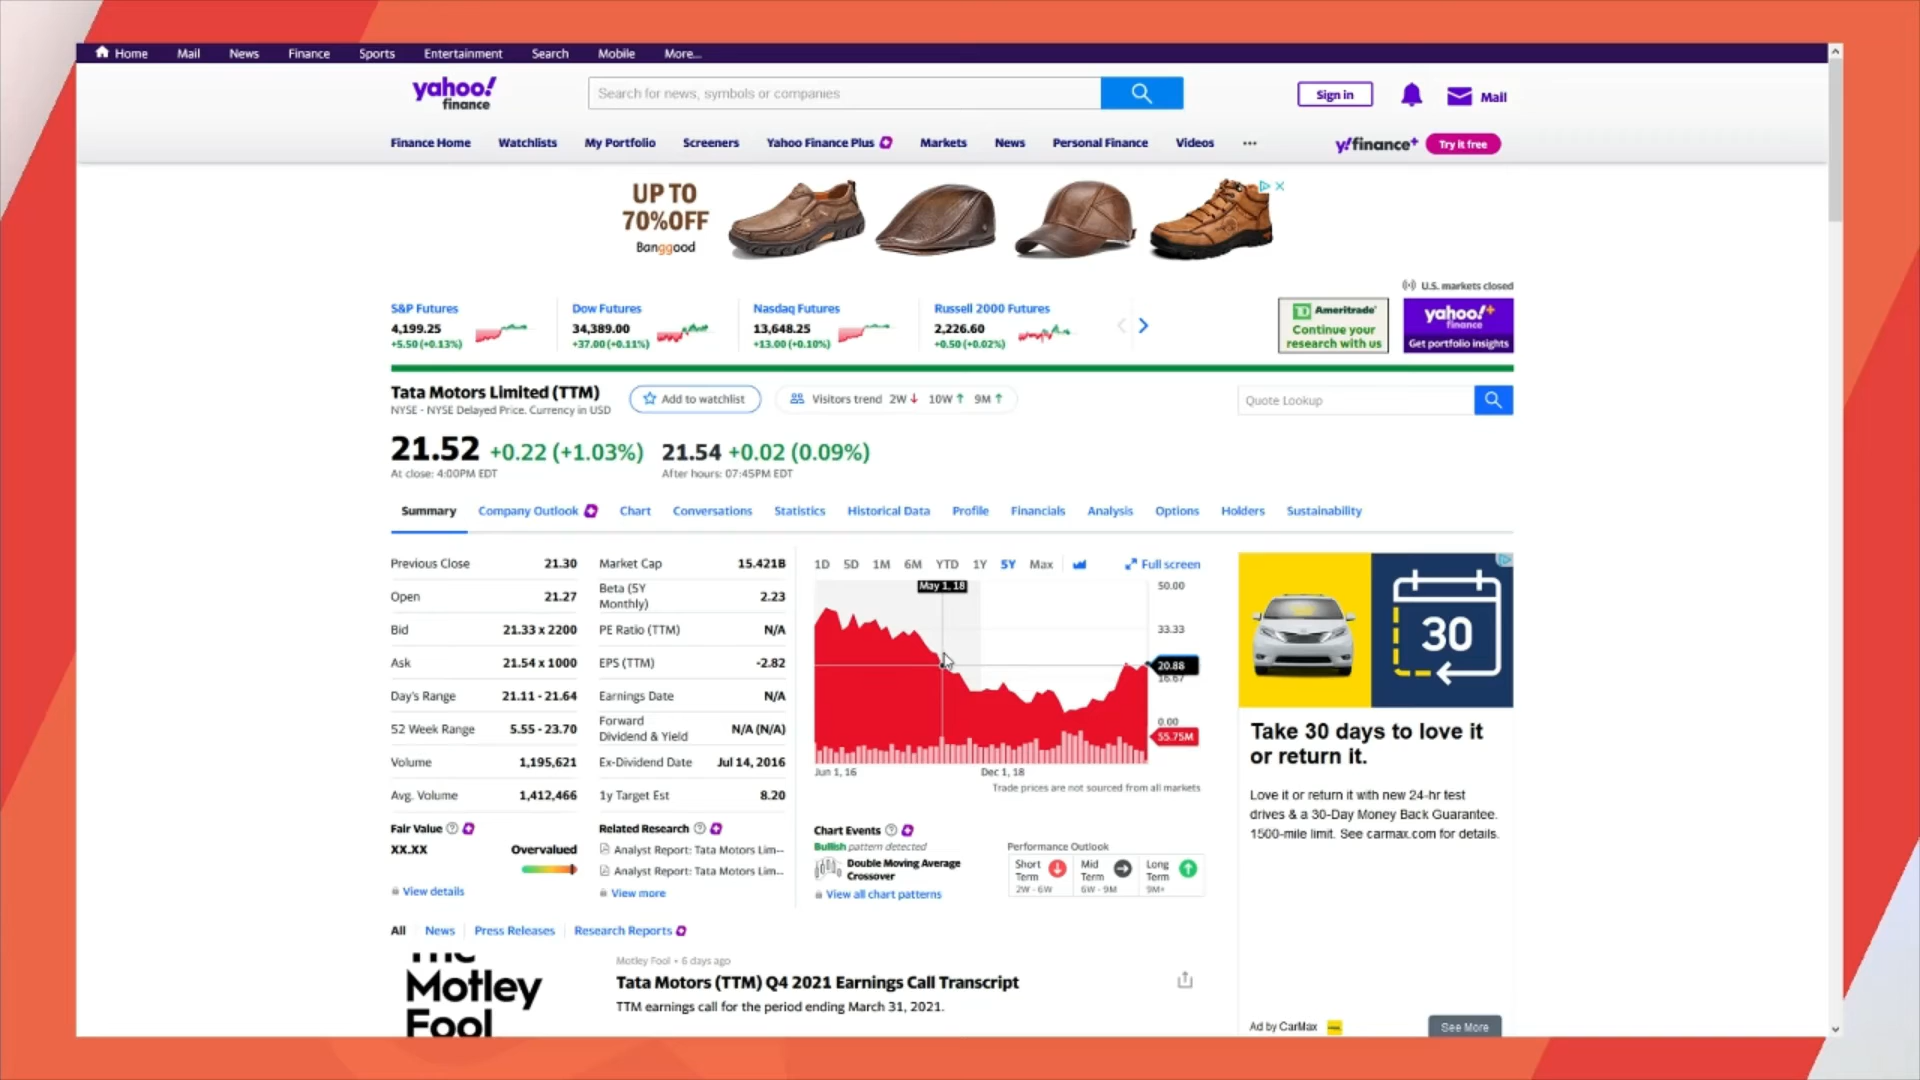 Home Mail News Finance Sports Entertainment Search Mobile More...
yahoo!
finance
Search for news, symbols or companies
Sign in
Mail
Finance Home Watchlists My Portfolio Screeners Yahoo Finance Plus Markets News Personal Finance Videos ...
y!finance+ Try it free
UP TO
70%OFF
Banggood
U.S. markets closed
S&P Futures
4,199.25
+5.50 (+0.13%)
Dow Futures
34,389.00
+37.00 (+0.11%)
Nasdaq Futures
13,648.25
+13.00 (+0.10%)
Russell 2000 Futures
2,226.60
+0.50 (+0.02%)
TD Ameritrade
Continue your
research with us
yahoo!+
finance
Get portfolio insights
Tata Motors Limited (TTM)
NYSE - NYSE Delayed Price. Currency in USD
Add to watchlist
Visitors trend 2W ↓ 10W ↑ 9M ↑
Quote Lookup
21.52 +0.22 (+1.03%)
At close: 4:00PM EDT
21.54 +0.02 (0.09%)
After hours: 07:45PM EDT
Summary Company Outlook Chart Conversations Statistics Historical Data Profile Financials Analysis Options Holders Sustainability
Previous Close 21.30
Open 21.27
Bid 21.33 x 2200
Ask 21.54 x 1000
Day's Range 21.11 - 21.64
52 Week Range 5.55 - 23.70
Volume 1,195,621
Avg. Volume 1,412,466
Market Cap 15.421B
Beta (5Y
Monthly) 2.23
PE Ratio (TTM) N/A
EPS (TTM) -2.82
Earnings Date N/A
Forward
Dividend & Yield N/A (N/A)
Ex-Dividend Date Jul 14, 2016
1y Target Est 8.20
1D 5D 1M 6M YTD 1Y 5Y Max
Full screen
May 1, 18
50.00
33.33
20.88
16.67
0.00
55.75M
Jun 1, 16 Dec 1, 18
Trade prices are not sourced from all markets
Fair Value
XX.XX Overvalued
View details
Related Research
Analyst Report: Tata Motors Lim--
Analyst Report: Tata Motors Lim...
View more
Chart Events
Bullish pattern detected
Double Moving Average
Crossover
View all chart patterns
Performance Outlook
Short
Term
2W - 6W
Mid
Term
6W - 9M
Long
Term
9M+
30
Take 30 days to love it
or return it.
Love it or return it with new 24-hr test
drives & a 30-Day Money Back Guarantee.
1500-mile limit. See carmax.com for details.
Ad by CarMax
See More
All News Press Releases Research Reports
The
Motley
Fool
Motley Fool • 6 days ago
Tata Motors (TTM) Q4 2021 Earnings Call Transcript
TTM earnings call for the period ending March 31, 2021.